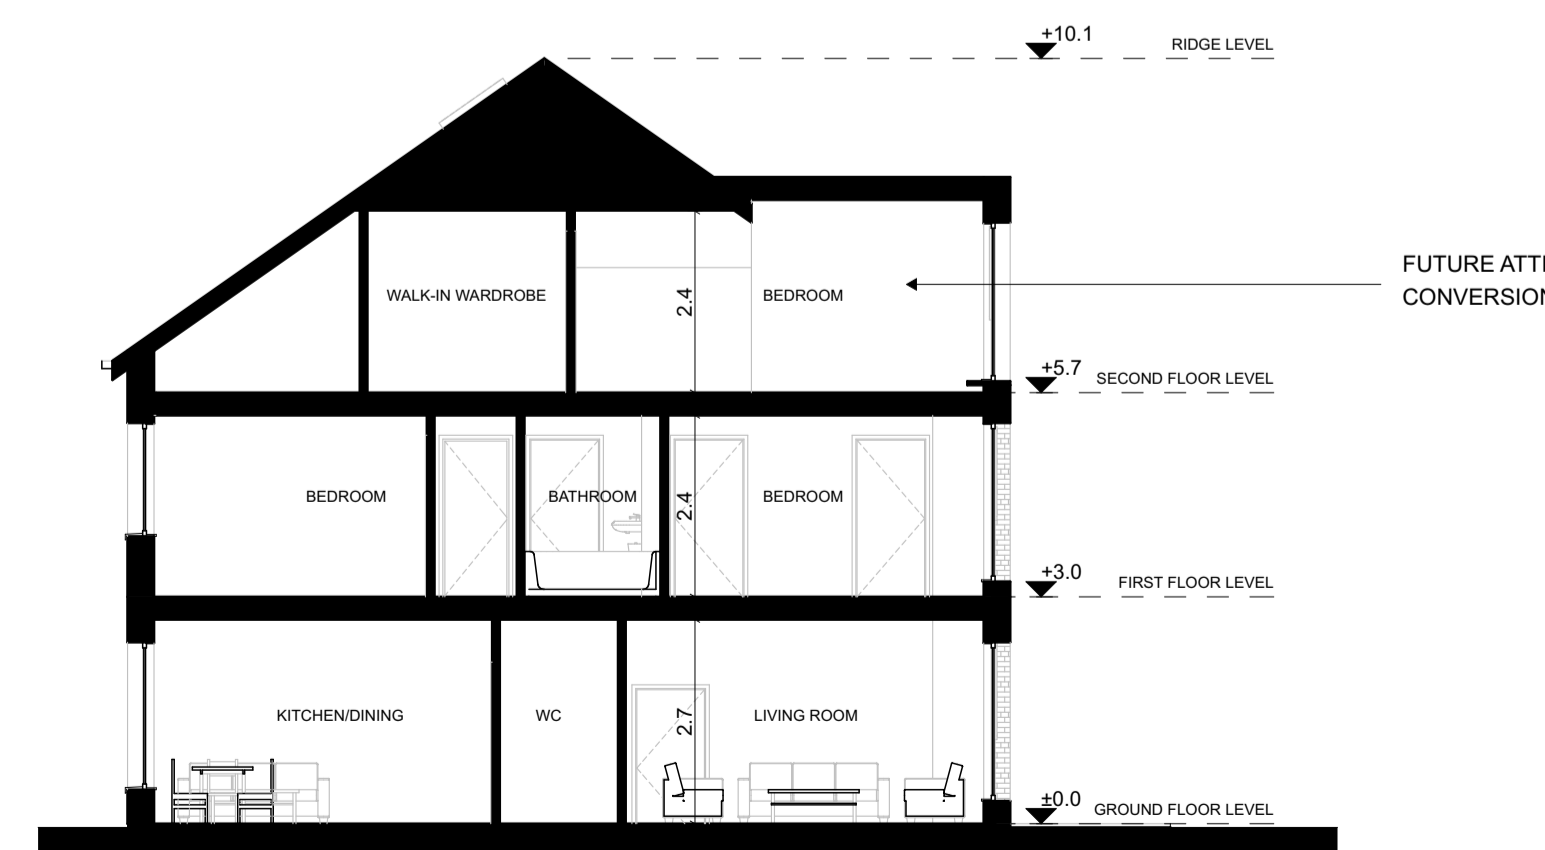 +10.1
RIDGE LEVEL
FUTURE ATTI
CONVERSION
WALK-IN WARDROBE
2.4
BEDROOM
+5.7
SECOND FLOOR LEVEL
BEDROOM
BATHROOM
2.4
BEDROOM
+3.0
FIRST FLOOR LEVEL
KITCHEN/DINING
WC
2.7
LIVING ROOM
±0.0
GROUND FLOOR LEVEL